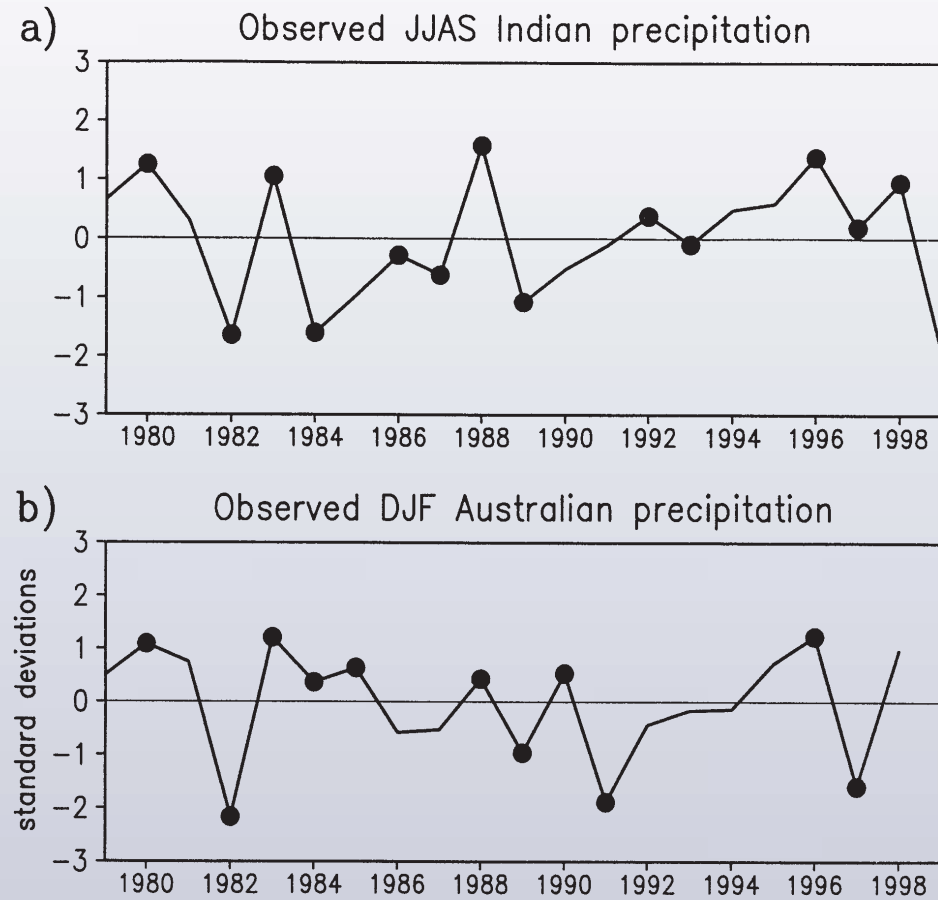 a)
Observed JJAS Indian precipitation
3
2
1
0
−1
−2
−3
1980 1982 1984 1986 1988 1990 1992 1994 1996 1998
b)
Observed DJF Australian precipitation
standard deviations
3
2
1
0
−1
−2
−3
1980 1982 1984 1986 1988 1990 1992 1994 1996 1998